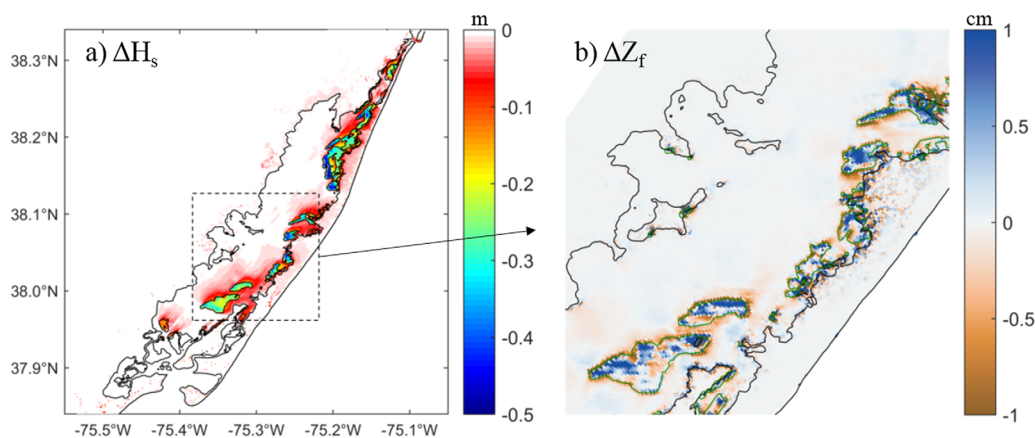 a) ΔHs
m
0
-0.1
-0.2
-0.3
-0.4
-0.5
38.3°N
38.2°N
38.1°N
38.0°N
37.9°N
-75.5°W -75.4°W -75.3°W -75.2°W -75.1°W
b) ΔZf
cm
1
0.5
0
-0.5
-1